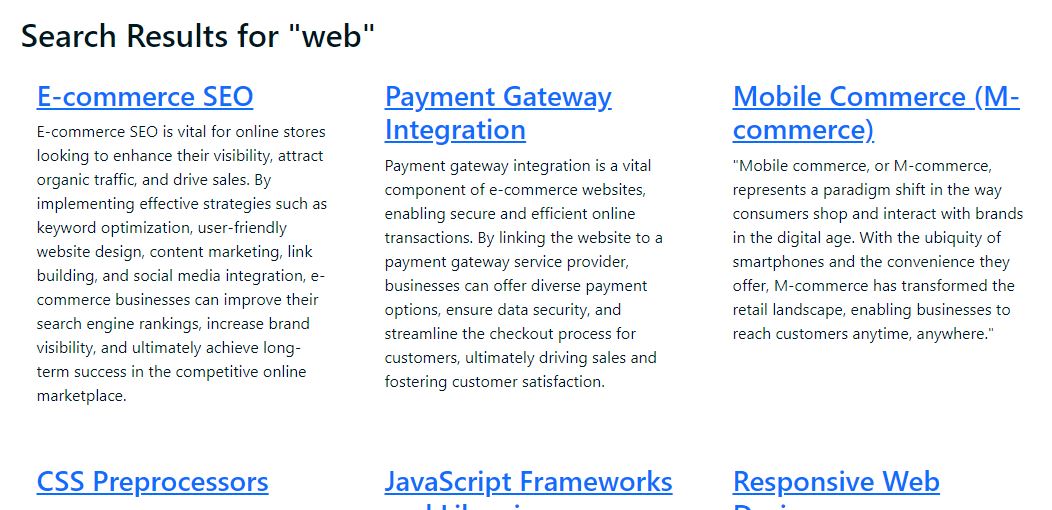 Search Results for "web"
E-commerce SEO
E-commerce SEO is vital for online stores
looking to enhance their visibility, attract
organic traffic, and drive sales. By
implementing effective strategies such as
keyword optimization, user-friendly
website design, content marketing, link
building, and social media integration, e-
commerce businesses can improve their
search engine rankings, increase brand
visibility, and ultimately achieve long-
term success in the competitive online
marketplace.
Payment Gateway
Integration
Payment gateway integration is a vital
component of e-commerce websites,
enabling secure and efficient online
transactions. By linking the website to a
payment gateway service provider,
businesses can offer diverse payment
options, ensure data security, and
streamline the checkout process for
customers, ultimately driving sales and
fostering customer satisfaction.
Mobile Commerce (M-
commerce)
"Mobile commerce, or M-commerce,
represents a paradigm shift in the way
consumers shop and interact with brands
in the digital age. With the ubiquity of
smartphones and the convenience they
offer, M-commerce has transformed the
retail landscape, enabling businesses to
reach customers anytime, anywhere."
CSS Preprocessors
JavaScript Frameworks
Responsive Web